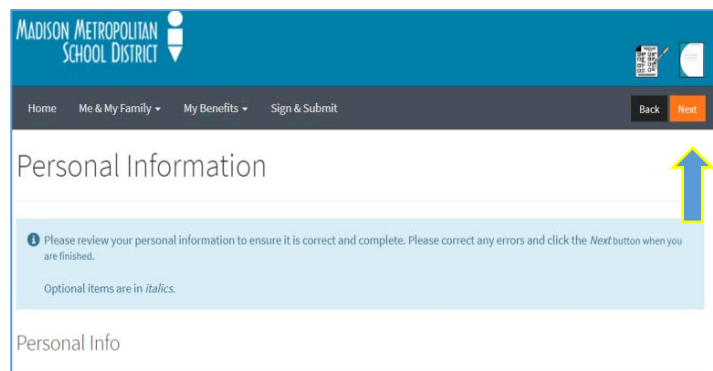 MADISON METROPOLITAN
SCHOOL DISTRICT
Home Me & My Family My Benefits Sign & Submit Back Next
Personal Information
Please review your personal information to ensure it is correct and complete. Please correct any errors and click the Next button when you
are finished.
Optional items are in italics.
Personal Info